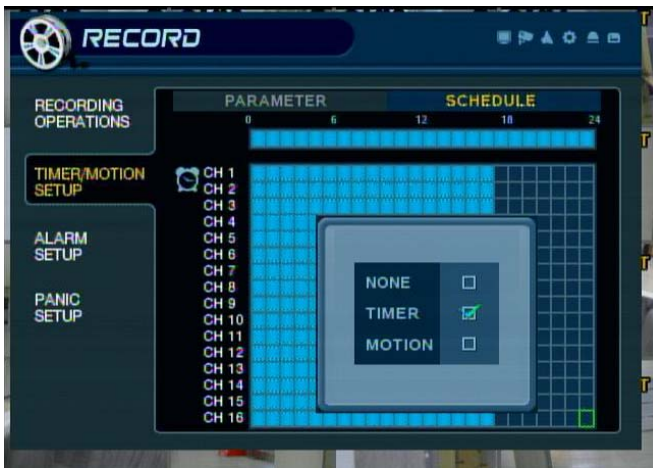 RECORD
RECORDING
OPERATIONS
TIMER/MOTION
SETUP
ALARM
SETUP
PANIC
SETUP
PARAMETER
SCHEDULE
0 6 12 18 24
CH 1
CH 2
CH 3
CH 4
CH 5
CH 6
CH 7
CH 8
CH 9
CH 10
CH 11
CH 12
CH 13
CH 14
CH 15
CH 16
NONE
TIMER
MOTION
T
T
T
T